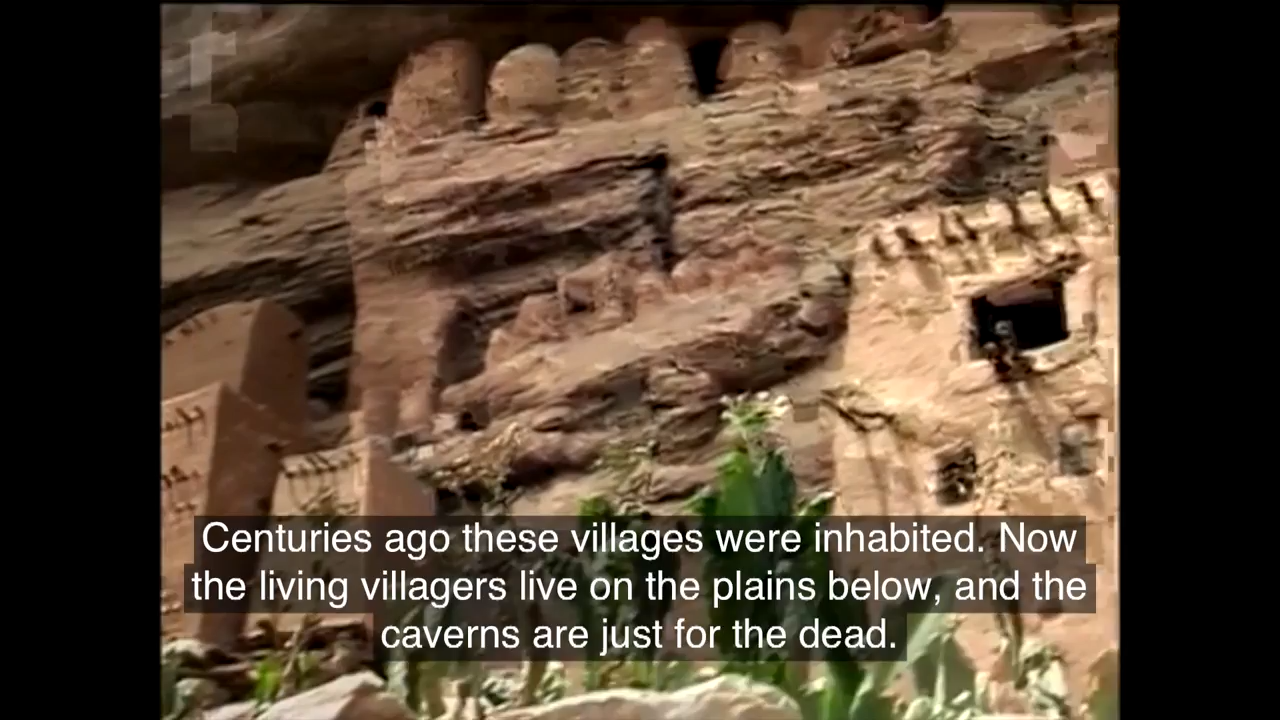 Centuries ago these villages were inhabited. Now
the living villagers live on the plains below, and the
caverns are just for the dead.